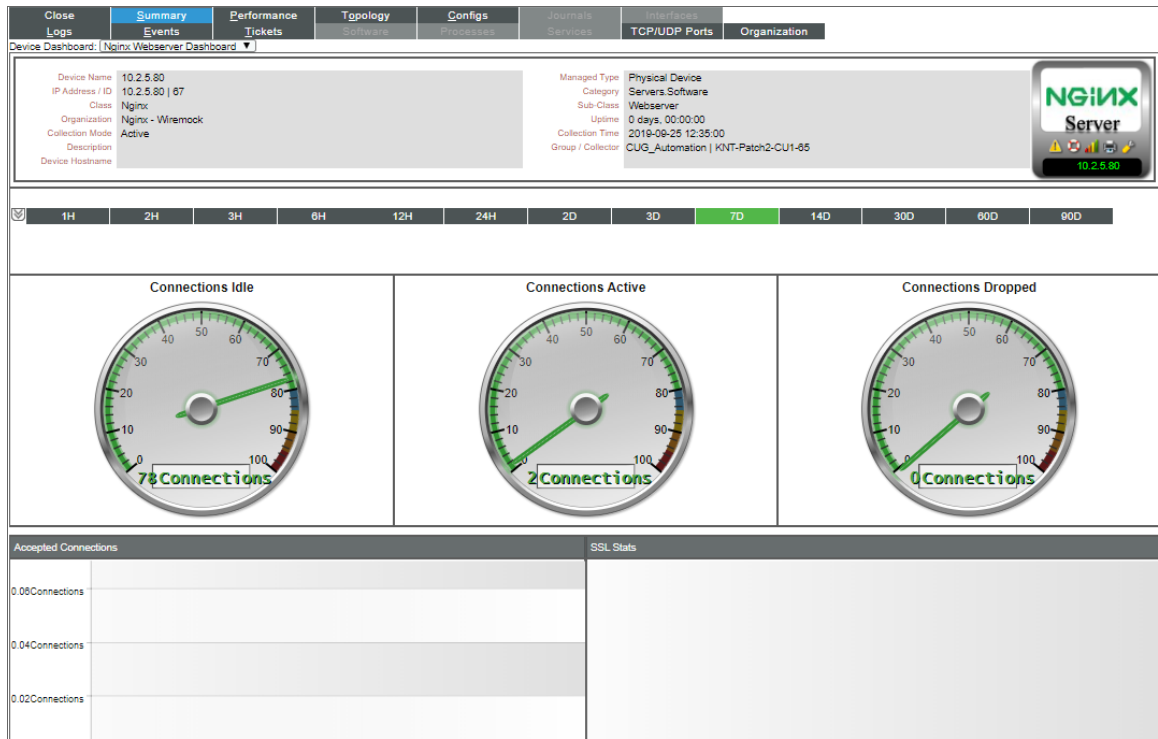 Close Summary Performance Topology Configs Journals Interfaces
Logs Events Tickets Software Processes Services TCP/UDP Ports Organization
Device Dashboard: Nginx Webserver Dashboard ▼
Device Name 10.2.5.80 Managed Type Physical Device
IP Address / ID 10.2.5.80 | 67 Category Servers.Software
Class Nginx Sub-Class Webserver
Organization Nginx - Wiremock Uptime 0 days, 00:00:00
Collection Mode Active Collection Time 2019-09-25 12:35:00
Description Group / Collector CUG_Automation | KNT-Patch2-CU1-65
Device Hostname
NGINX
Server
10.2.5.80
1H 2H 3H 6H 12H 24H 2D 3D 7D 14D 30D 60D 90D
Connections Idle
0 10 20 30 40 50 60 70 80 90 100
78Connections
Connections Active
0 10 20 30 40 50 60 70 80 90 100
2Connections
Connections Dropped
0 10 20 30 40 50 60 70 80 90 100
0Connections
Accepted Connections SSL Stats
0.06Connections
0.04Connections
0.02Connections